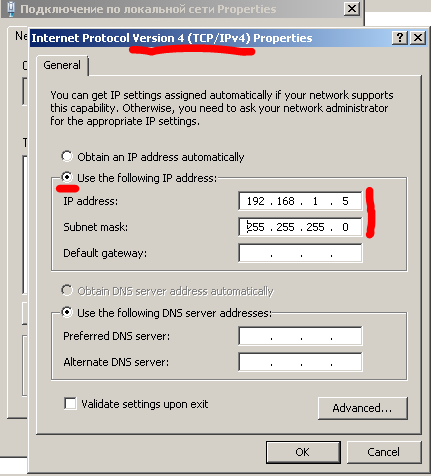 Подключение по локальной сети Properties
Internet Protocol Version 4 (TCP/IPv4) Properties
General
You can get IP settings assigned automatically if your network supports
this capability. Otherwise, you need to ask your network administrator
for the appropriate IP settings.
Obtain an IP address automatically
Use the following IP address:
IP address: 192 . 168 . 1 . 5
Subnet mask: 255 . 255 . 255 . 0
Default gateway: . . .
Obtain DNS server address automatically
Use the following DNS server addresses:
Preferred DNS server: . . .
Alternate DNS server: . . .
Validate settings upon exit
Advanced...
OK Cancel